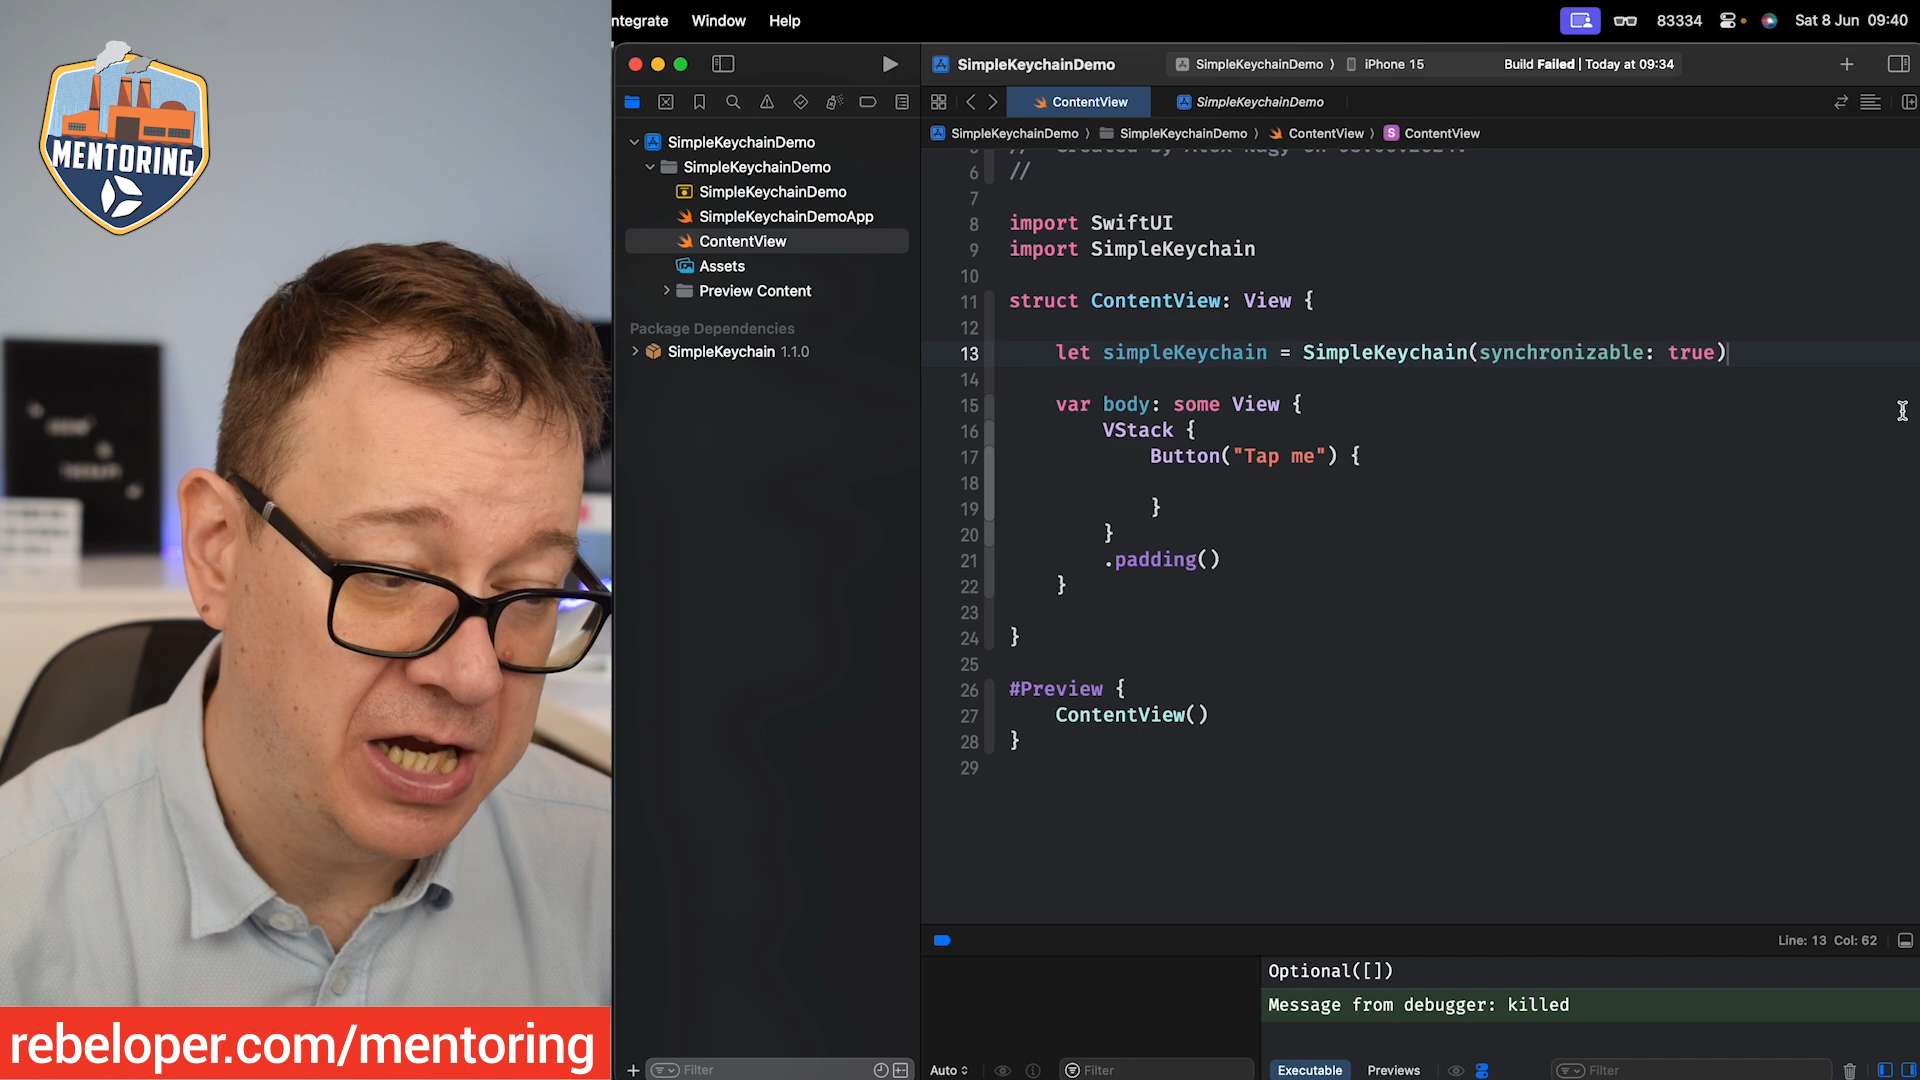 MENTORING
rebeloper.com/mentoring
ntegrate Window Help
83334 Sat 8 Jun 09:40
SimpleKeychainDemo
SimpleKeychainDemo iPhone 15
Build Failed | Today at 09:34
ContentView SimpleKeychainDemo
SimpleKeychainDemo SimpleKeychainDemo ContentView S ContentView
SimpleKeychainDemo
SimpleKeychainDemo
SimpleKeychainDemo
SimpleKeychainDemoApp
ContentView
Assets
Preview Content
Package Dependencies
SimpleKeychain 1.1.0
Filter
6 //
7
8 import SwiftUI
9 import SimpleKeychain
10
11 struct ContentView: View {
12
13 let simpleKeychain = SimpleKeychain(synchronizable: true)
14
15 var body: some View {
16 VStack {
17 Button("Tap me") {
18
19 }
20 }
21 .padding()
22 }
23
24 }
25
26 #Preview {
27 ContentView()
28 }
29
Line: 13 Col: 62
Optional([])
Message from debugger: killed
Auto Filter
Executable Previews Filter